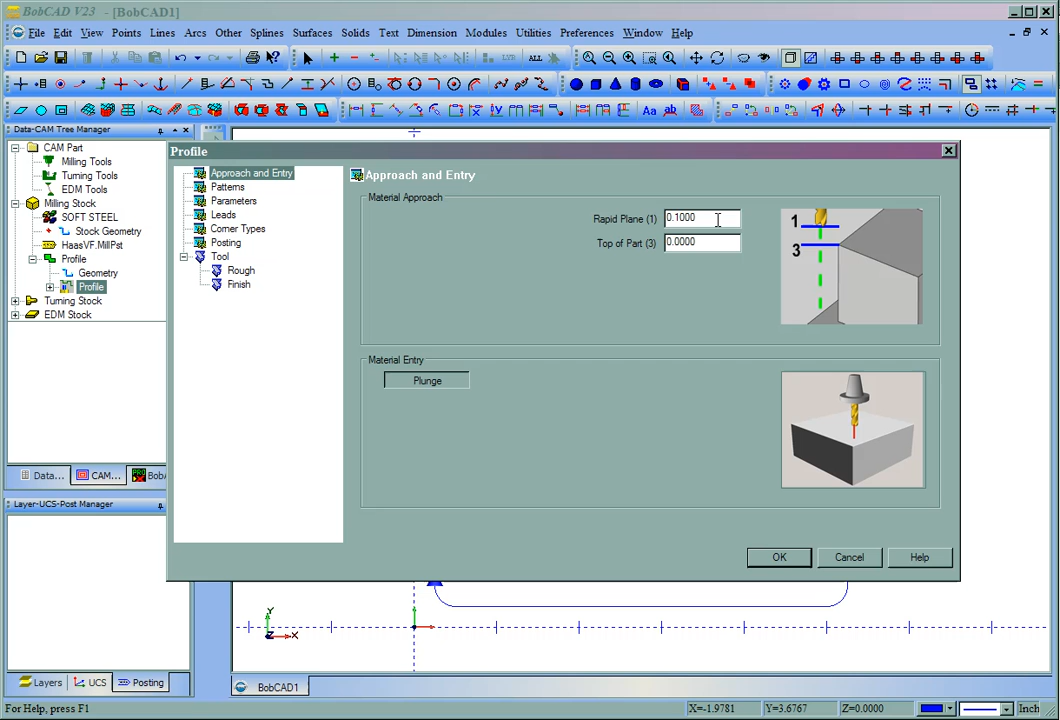 BobCAD V23 - [BobCAD1]
File Edit View Points Lines Arcs Other Splines Surfaces Solids Text Dimension Modules Utilities Preferences Window Help
ALL
Aa ab
Data-CAM Tree Manager
CAM Part
Milling Tools
Turning Tools
EDM Tools
Milling Stock
SOFT STEEL
Stock Geometry
HaasVF.MillPst
Profile
Geometry
Profile
Turning Stock
EDM Stock
Data... CAM... BobA
Layer-UCS-Post Manager
Layers UCS Posting
Profile
Approach and Entry
Patterns
Parameters
Leads
Corner Types
Posting
Tool
Rough
Finish
Approach and Entry
Material Approach
Rapid Plane (1) 0.1000
Top of Part (3) 0.0000
1
3
Material Entry
Plunge
OK Cancel Help
Y
Z X
BobCAD1
For Help, press F1
X=-1.9781 Y=3.6767 Z=0.0000 Inch